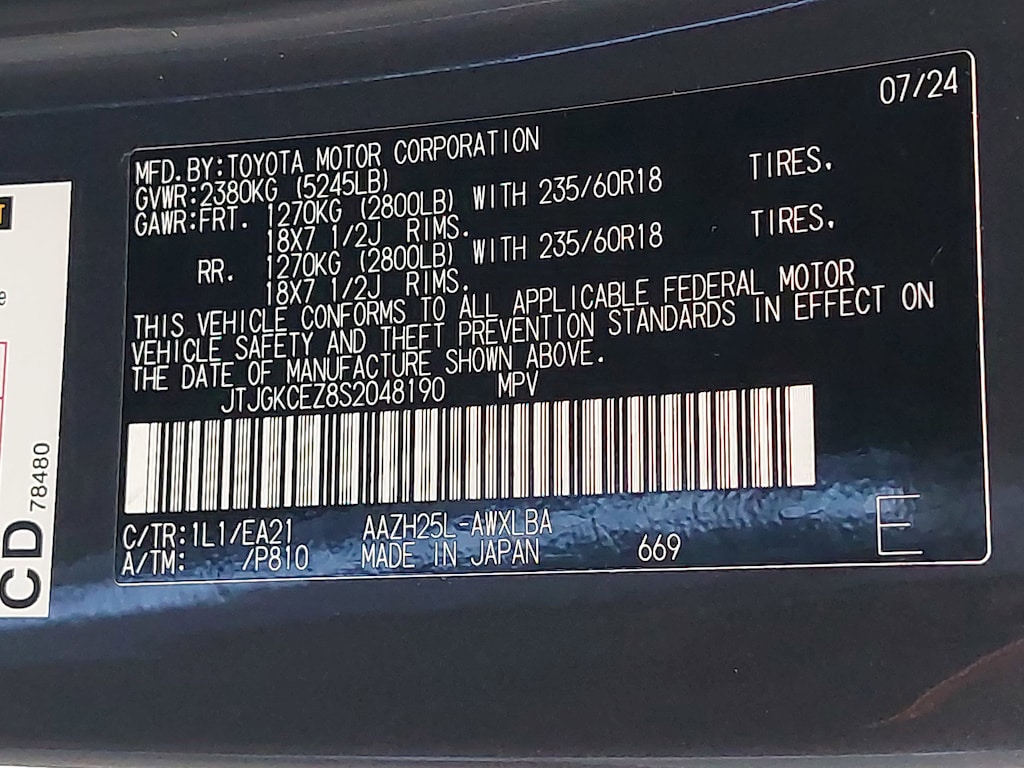 07/24
MFD.BY:TOYOTA MOTOR CORPORATION
GVWR:2380KG (5245LB)
GAWR:FRT. 1270KG (2800LB) WITH 235/60R18 TIRES,
18X7 1/2J RIMS.
RR. 1270KG (2800LB) WITH 235/60R18 TIRES,
18X7 1/2J RIMS.
THIS VEHICLE CONFORMS TO ALL APPLICABLE FEDERAL MOTOR
VEHICLE SAFETY AND THEFT PREVENTION STANDARDS IN EFFECT ON
THE DATE OF MANUFACTURE SHOWN ABOVE.
JTJGKCEZ8S2048190 MPV
C/TR:1L1/EA21 AAZH25L-AWXLBA
A/TM: /P810 MADE IN JAPAN 669
E
CD 78480